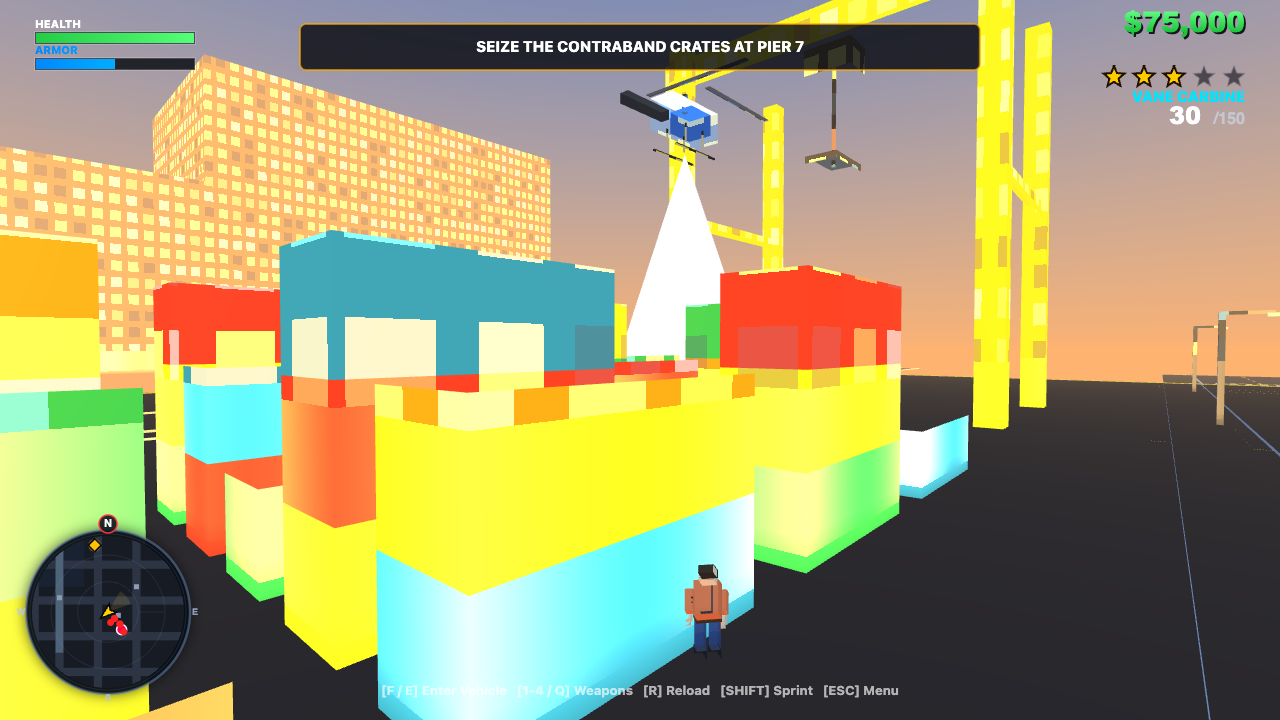 HEALTH
ARMOR
SEIZE THE CONTRABAND CRATES AT PIER 7
$75,000
VANE CARBINE
30 /150
N
E
[F / E] Enter Vehicle [1-4 / Q] Weapons [R] Reload [SHIFT] Sprint [ESC] Menu